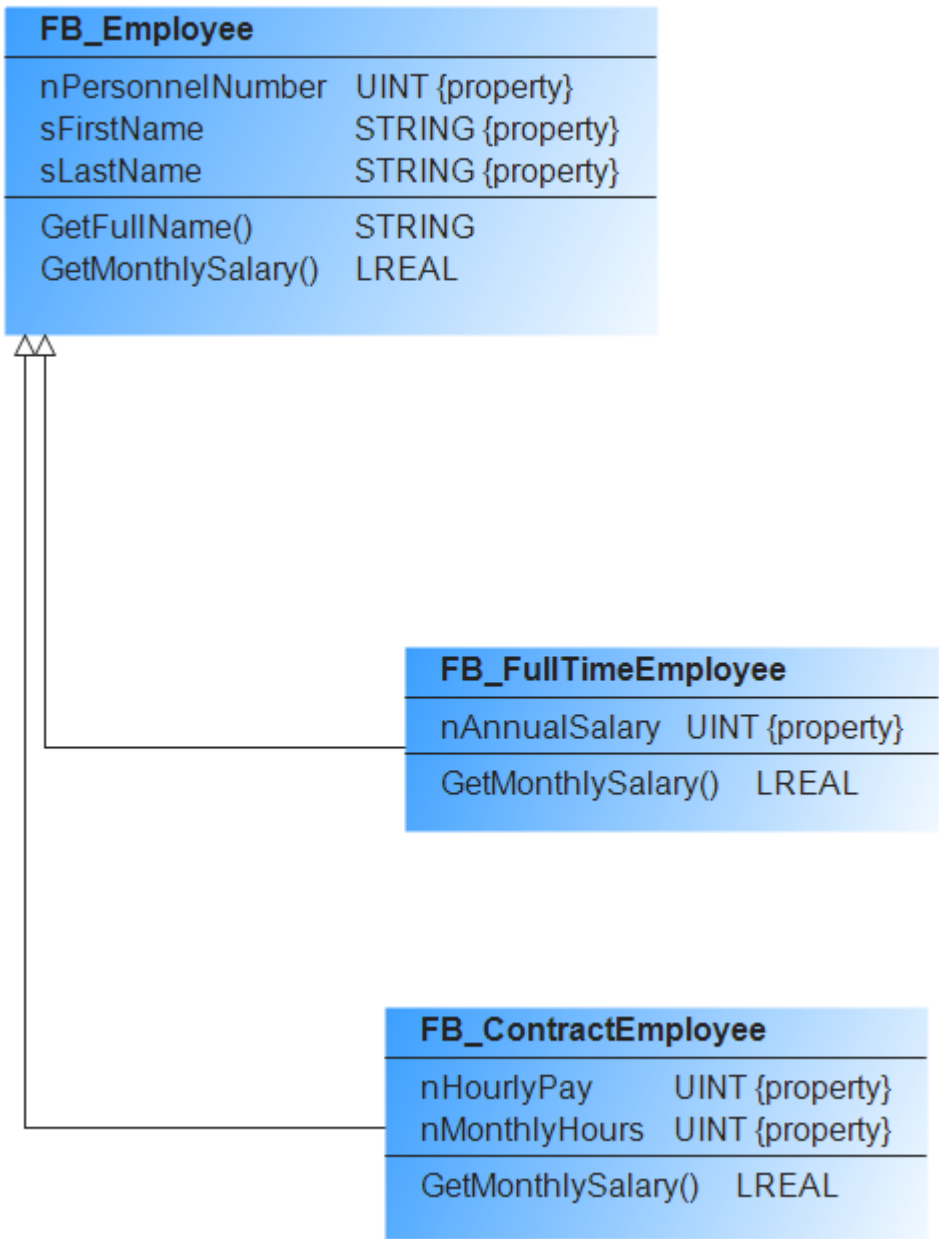 FB_Employee
nPersonnelNumber UINT {property}
sFirstName STRING {property}
sLastName STRING {property}
GetFullName() STRING
GetMonthlySalary() LREAL
FB_FullTimeEmployee
nAnnualSalary UINT {property}
GetMonthlySalary() LREAL
FB_ContractEmployee
nHourlyPay UINT {property}
nMonthlyHours UINT {property}
GetMonthlySalary() LREAL